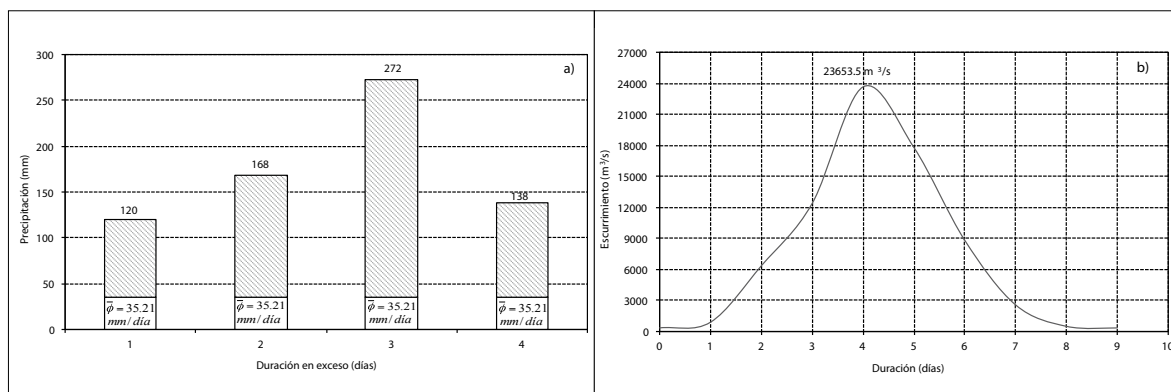 a)
300
250
200
150
100
50
0
Precipitación (mm)
120
168
272
138
ϕ̅ = 35.21
mm/día
ϕ̅ = 35.21
mm/día
ϕ̅ = 35.21
mm/día
ϕ̅ = 35.21
mm/día
1 2 3 4
Duración en exceso (días)
b)
27000
24000
21000
18000
15000
12000
9000
6000
3000
0
Escurrimiento (m³/s)
23653.5 m ³/s
0 1 2 3 4 5 6 7 8 9 10
Duración (días)